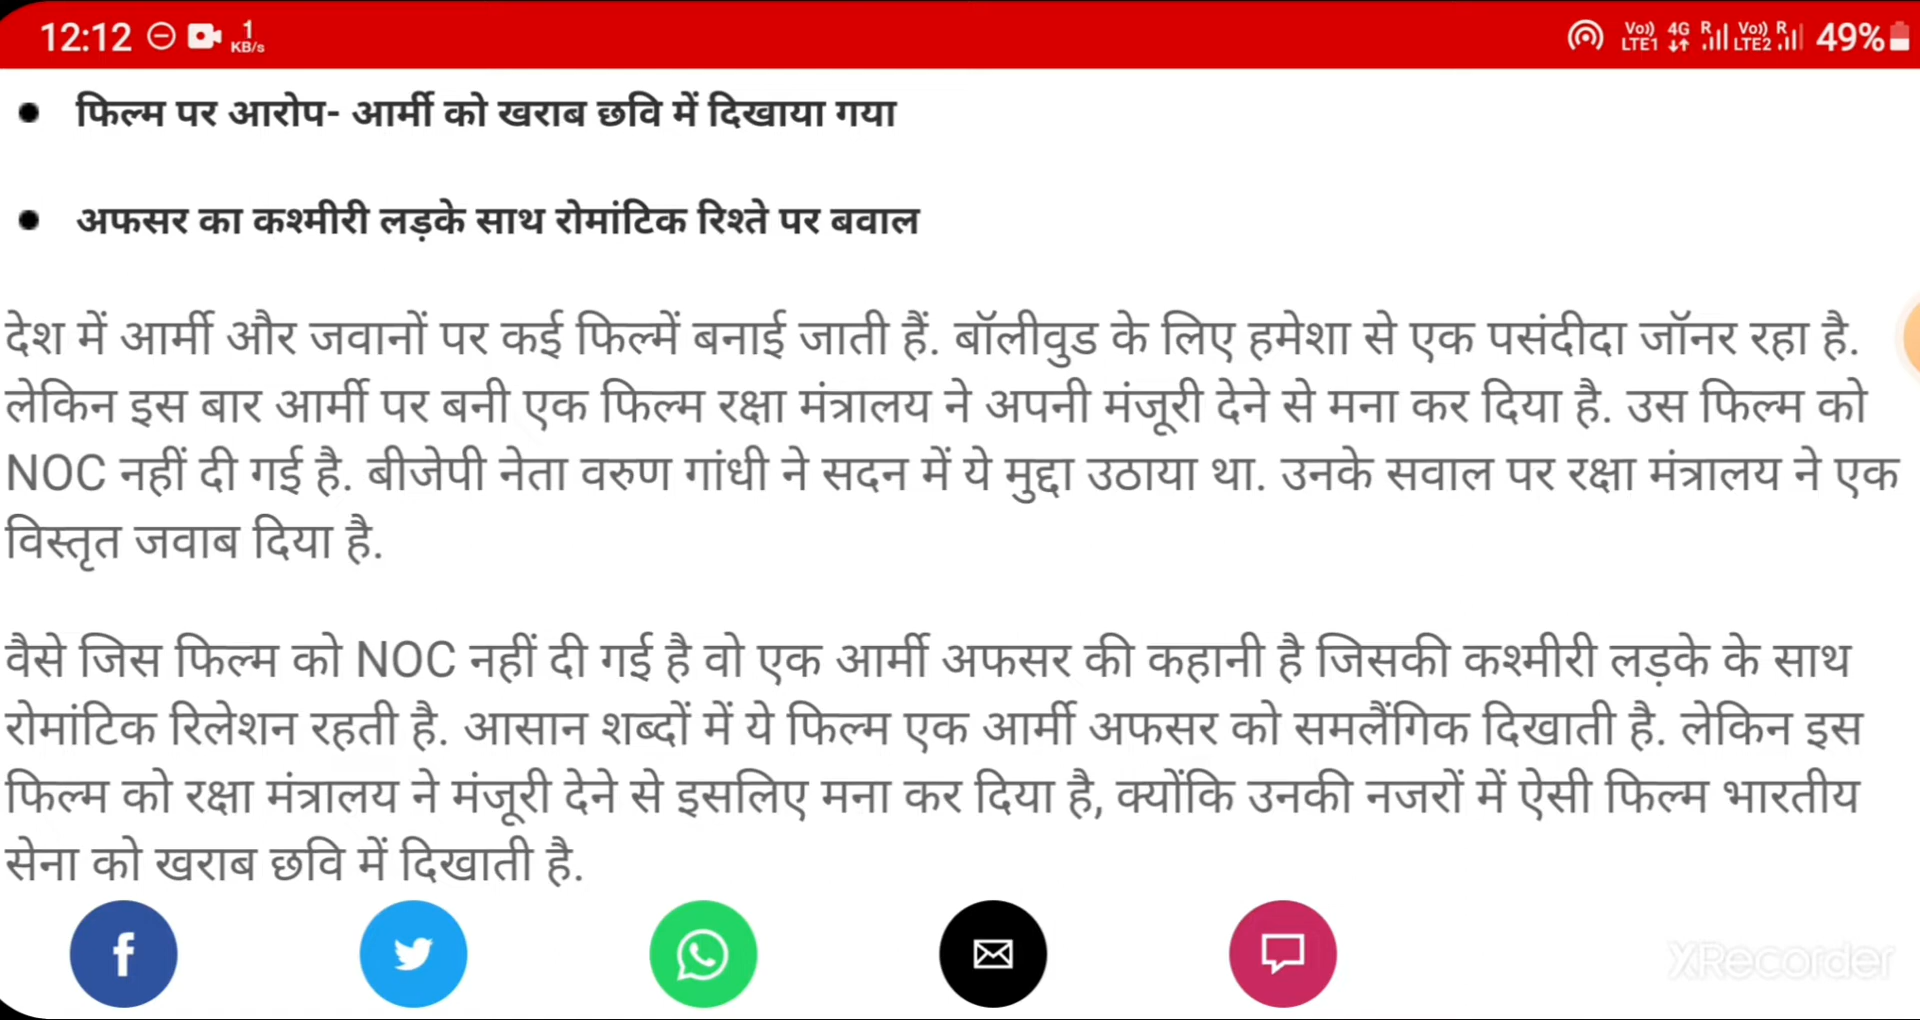 12:12 1 KB/s Vo)) LTE1 4G R Vo)) LTE2 R 49%
फिल्म पर आरोप- आर्मी को खराब छवि में दिखाया गया
अफसर का कश्मीरी लड़के साथ रोमांटिक रिश्ते पर बवाल
देश में आर्मी और जवानों पर कई फिल्में बनाई जाती हैं. बॉलीवुड के लिए हमेशा से एक पसंदीदा जॉनर रहा है.
लेकिन इस बार आर्मी पर बनी एक फिल्म रक्षा मंत्रालय ने अपनी मंजूरी देने से मना कर दिया है. उस फिल्म को
NOC नहीं दी गई है. बीजेपी नेता वरुण गांधी ने सदन में ये मुद्दा उठाया था. उनके सवाल पर रक्षा मंत्रालय ने एक
विस्तृत जवाब दिया है.
वैसे जिस फिल्म को NOC नहीं दी गई है वो एक आर्मी अफसर की कहानी है जिसकी कश्मीरी लड़के के साथ
रोमांटिक रिलेशन रहती है. आसान शब्दों में ये फिल्म एक आर्मी अफसर को समलैंगिक दिखाती है. लेकिन इस
फिल्म को रक्षा मंत्रालय ने मंजूरी देने से इसलिए मना कर दिया है, क्योंकि उनकी नजरों में ऐसी फिल्म भारतीय
सेना को खराब छवि में दिखाती है.
XRecorder